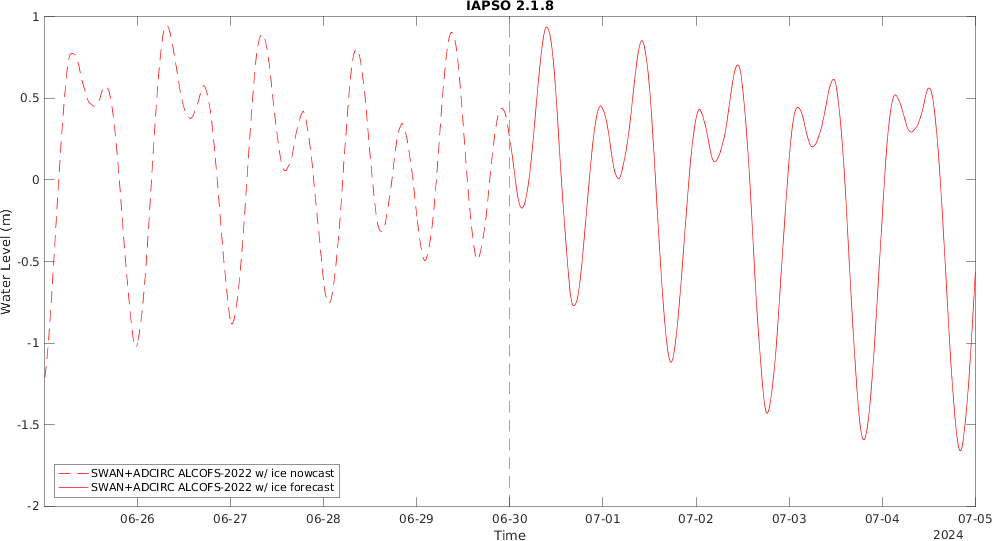 IAPSO 2.1.8
1
0.5
0
-0.5
-1
-1.5
-2
Water Level (m)
SWAN+ADCIRC ALCOFS-2022 w/ ice nowcast
SWAN+ADCIRC ALCOFS-2022 w/ ice forecast
06-26 06-27 06-28 06-29 06-30 07-01 07-02 07-03 07-04 07-05
Time
2024